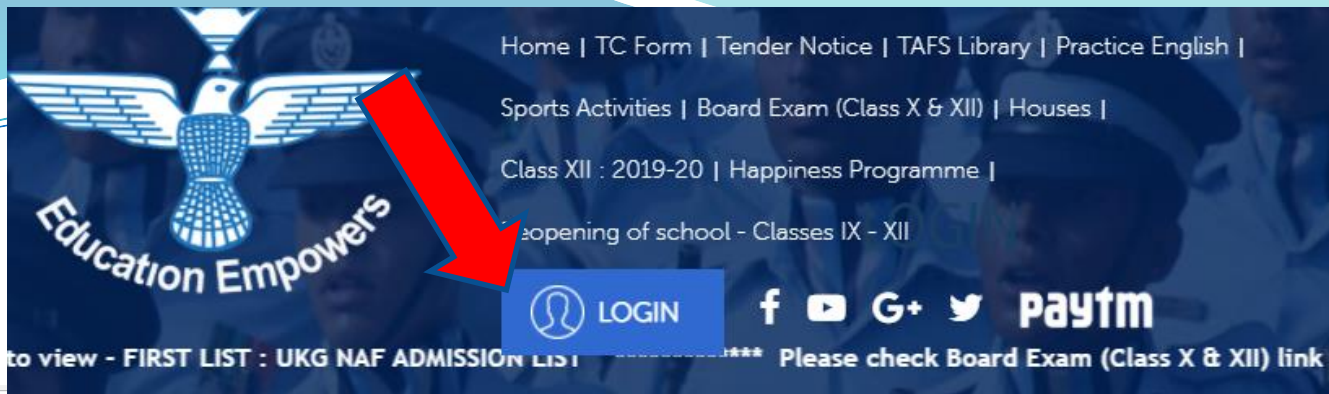 Home | TC Form | Tender Notice | TAFS Library | Practice English |
Sports Activities | Board Exam (Class X & XII) | Houses |
Class XII : 2019-20 | Happiness Programme |
eopening of school - Classes IX - XII
Education Empowers
LOGIN
LOGIN
f G+ paytm
to view - FIRST LIST : UKG NAF ADMISSION LIST *********** Please check Board Exam (Class X & XII) link